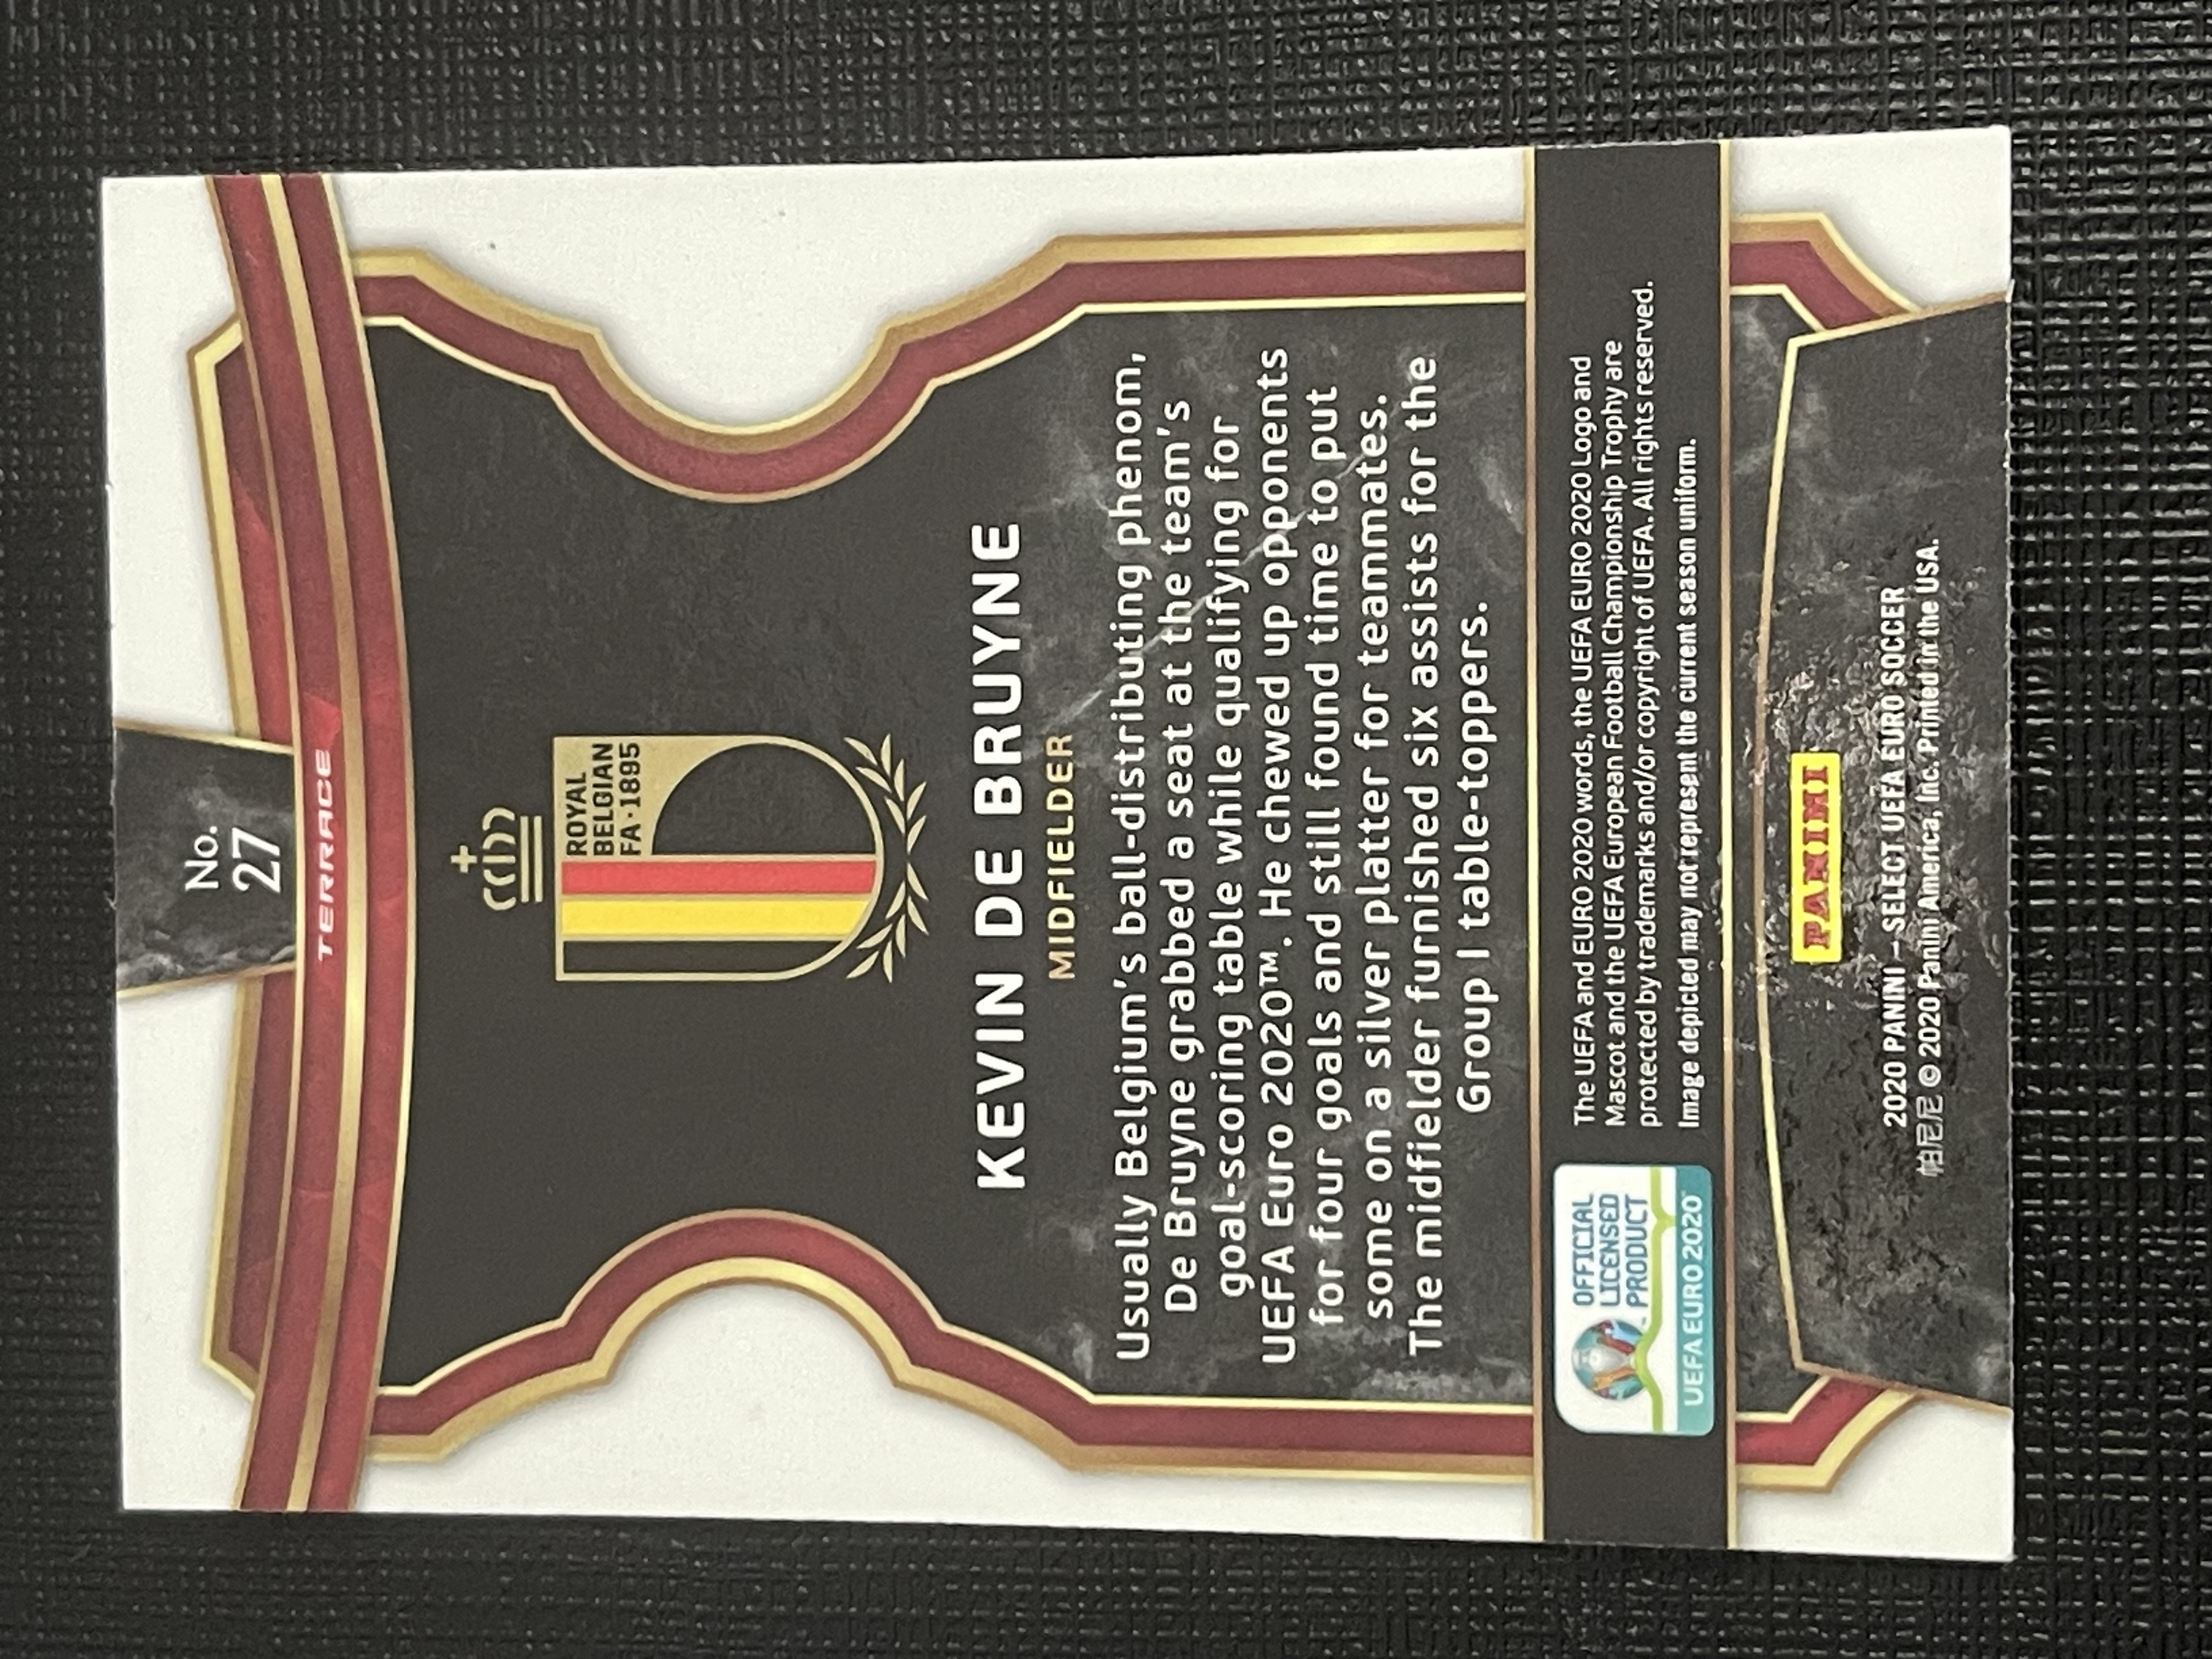 No.
27
TERRACE
ROYAL
BELGIAN
FA·1895
KEVIN DE BRUYNE
MIDFIELDER
Usually Belgium's ball-distributing phenom,
De Bruyne grabbed a seat at the team's
goal-scoring table while qualifying for
UEFA Euro 2020™. He chewed up opponents
for four goals and still found time to put
some on a silver platter for teammates.
The midfielder furnished six assists for the
Group I table-toppers.
OFFICIAL
LICENSED
PRODUCT
UEFA EURO 2020
The UEFA and EURO 2020 words, the UEFA EURO 2020 Logo and
Mascot and the UEFA European Football Championship Trophy are
protected by trademarks and/or copyright of UEFA. All rights reserved.
Image depicted may not represent the current season uniform.
PANINI
2020 PANINI – SELECT UEFA EURO SOCCER
帕尼尼 © 2020 Panini America, Inc. Printed in the USA.